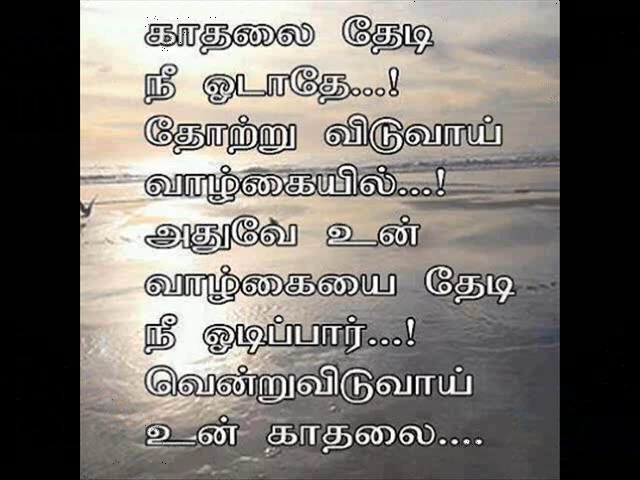 காதலை தேடி
நீ ஓடாதே...!
தோற்று விடுவாய்
வாழ்கையில்...!
அதுவே உன்
வாழ்கையை தேடி
நீ ஓடிப்பார்...!
வென்றுவிடுவாய்
உன் காதலை....